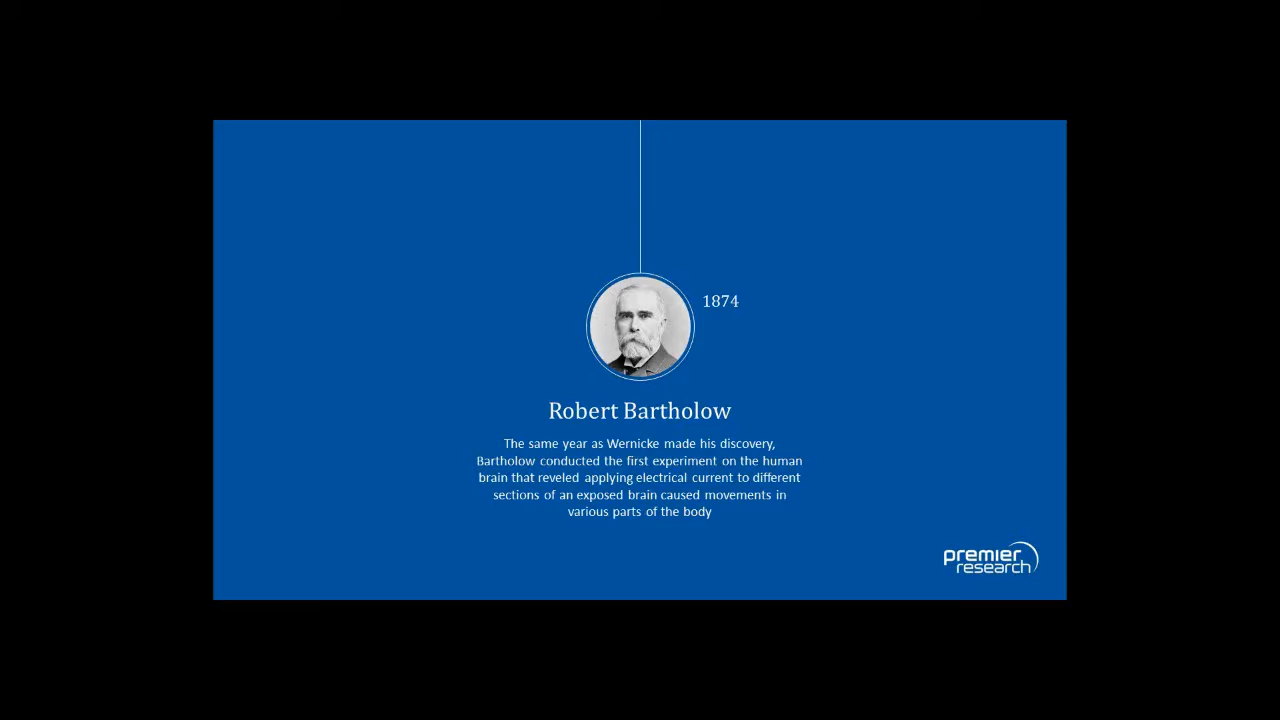 1874
Robert Bartholow
The same year as Wernicke made his discovery,
Bartholow conducted the first experiment on the human
brain that reveled applying electrical current to different
sections of an exposed brain caused movements in
various parts of the body
premier
research